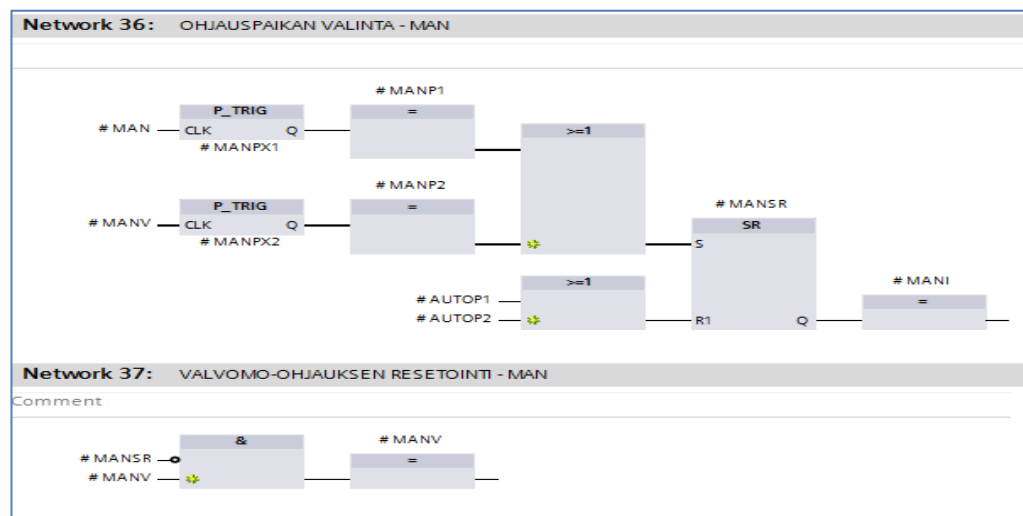 Network 36: OHJAUSPAIKAN VALINTA - MAN
#MANP1
P_TRIG
=
>=1
#MAN
CLK Q
#MANPX1
#MANP2
P_TRIG
=
#MANSR
#MANV
CLK Q
SR
#MANPX2
S
>=1
#MANI
#AUTOP1
=
#AUTOP2
R1 Q
Network 37: VALVOMO-OHJAUKSEN RESETOINTI - MAN
Comment
&
#MANV
#MANSR
=
#MANV